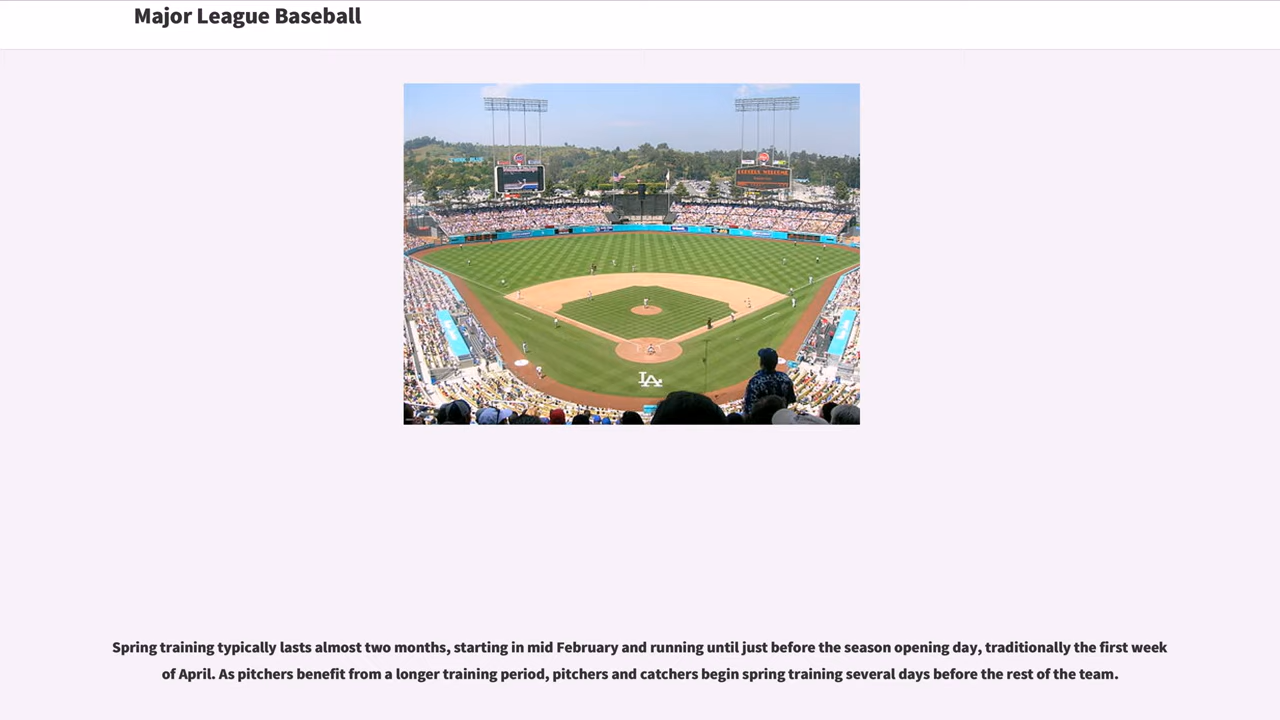 Major League Baseball
LA
Spring training typically lasts almost two months, starting in mid February and running until just before the season opening day, traditionally the first week
of April. As pitchers benefit from a longer training period, pitchers and catchers begin spring training several days before the rest of the team.